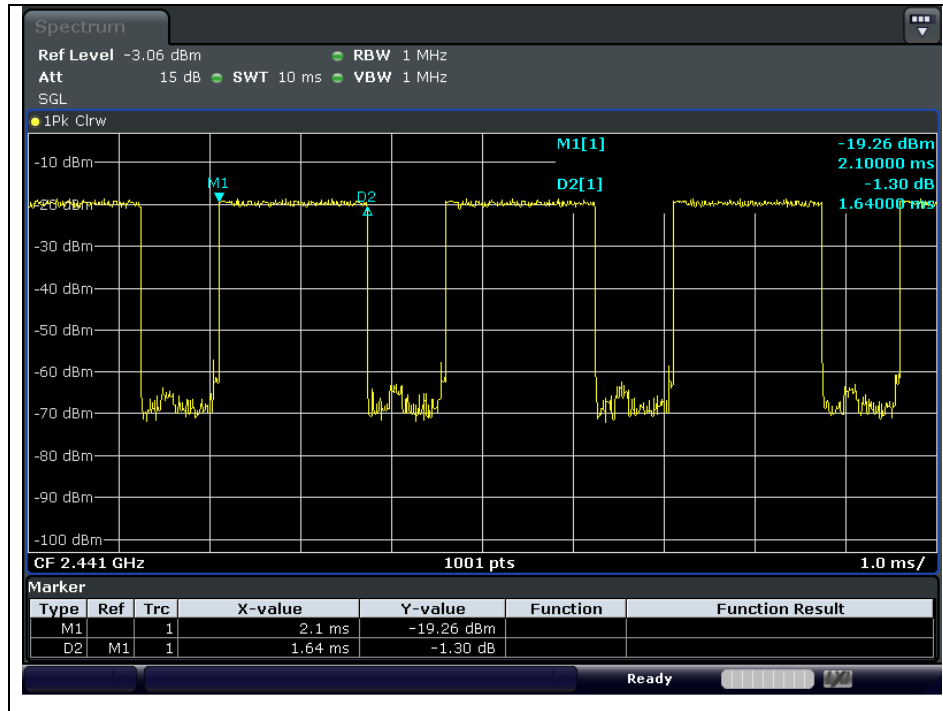 Spectrum
Ref Level -3.06 dBm RBW 1 MHz
Att 15 dB SWT 10 ms VBW 1 MHz
SGL
1Pk Clrw
M1[1] -19.26 dBm
2.10000 ms
D2[1] -1.30 dB
1.64000 ms
-10 dBm
M1
D2
-20 dBm
-30 dBm
-40 dBm
-50 dBm
-60 dBm
-70 dBm
-80 dBm
-90 dBm
-100 dBm
CF 2.441 GHz 1001 pts 1.0 ms/
Marker
Type Ref Trc X-value Y-value Function Function Result
M1 1 2.1 ms -19.26 dBm
D2 M1 1 1.64 ms -1.30 dB
Ready